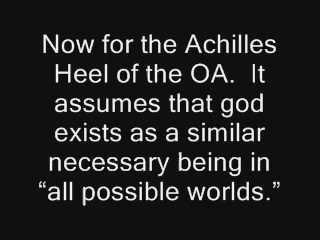 Now for the Achilles
Heel of the OA.  It
assumes that god
exists as a similar
necessary being in
“all possible worlds.”